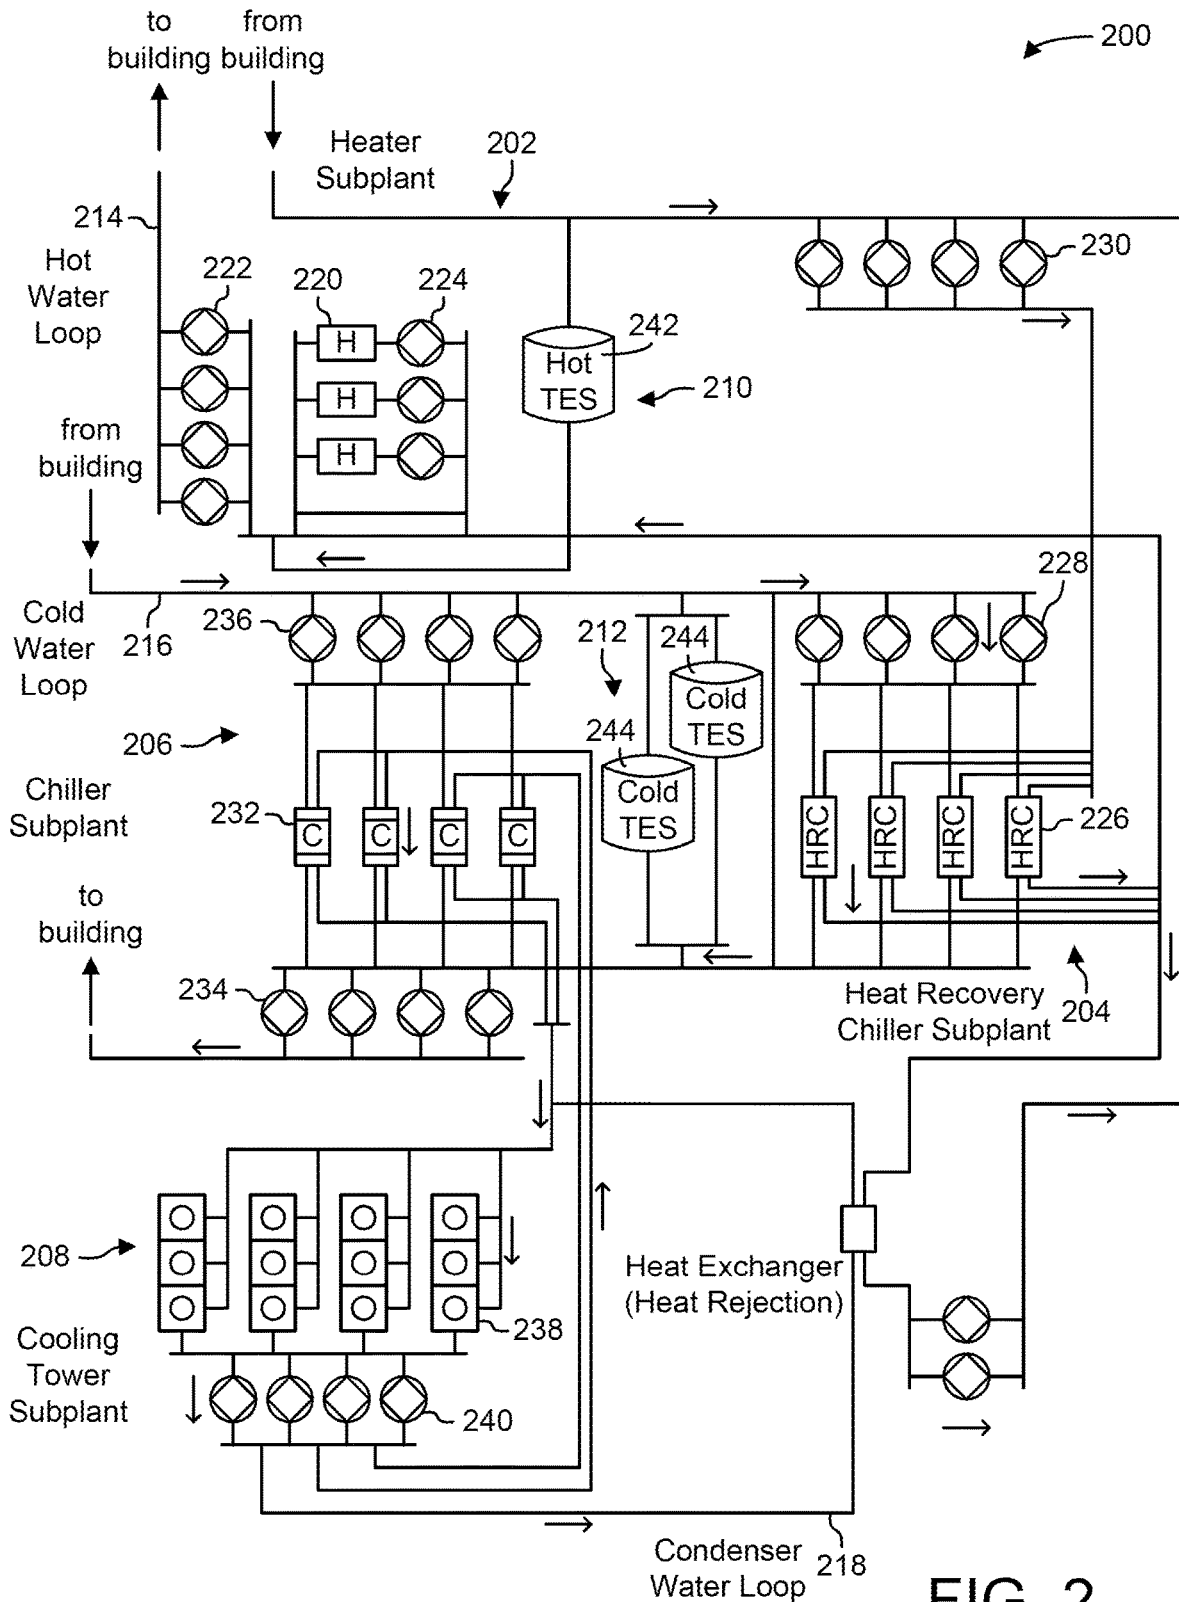 to
building
from
building
200
Heater
Subplant
202
214
Hot
Water
Loop
222
220
224
230
H
H
H
Hot
TES
242
210
from
building
Cold
Water
Loop
216
236
212
244
Cold
TES
244
Cold
TES
228
206
Chiller
Subplant
232
C
C
C
C
HRC
HRC
HRC
HRC
226
to
building
234
Heat Recovery
Chiller Subplant
204
208
Cooling
Tower
Subplant
238
240
Heat Exchanger
(Heat Rejection)
Condenser
Water Loop
218
FIG. 2